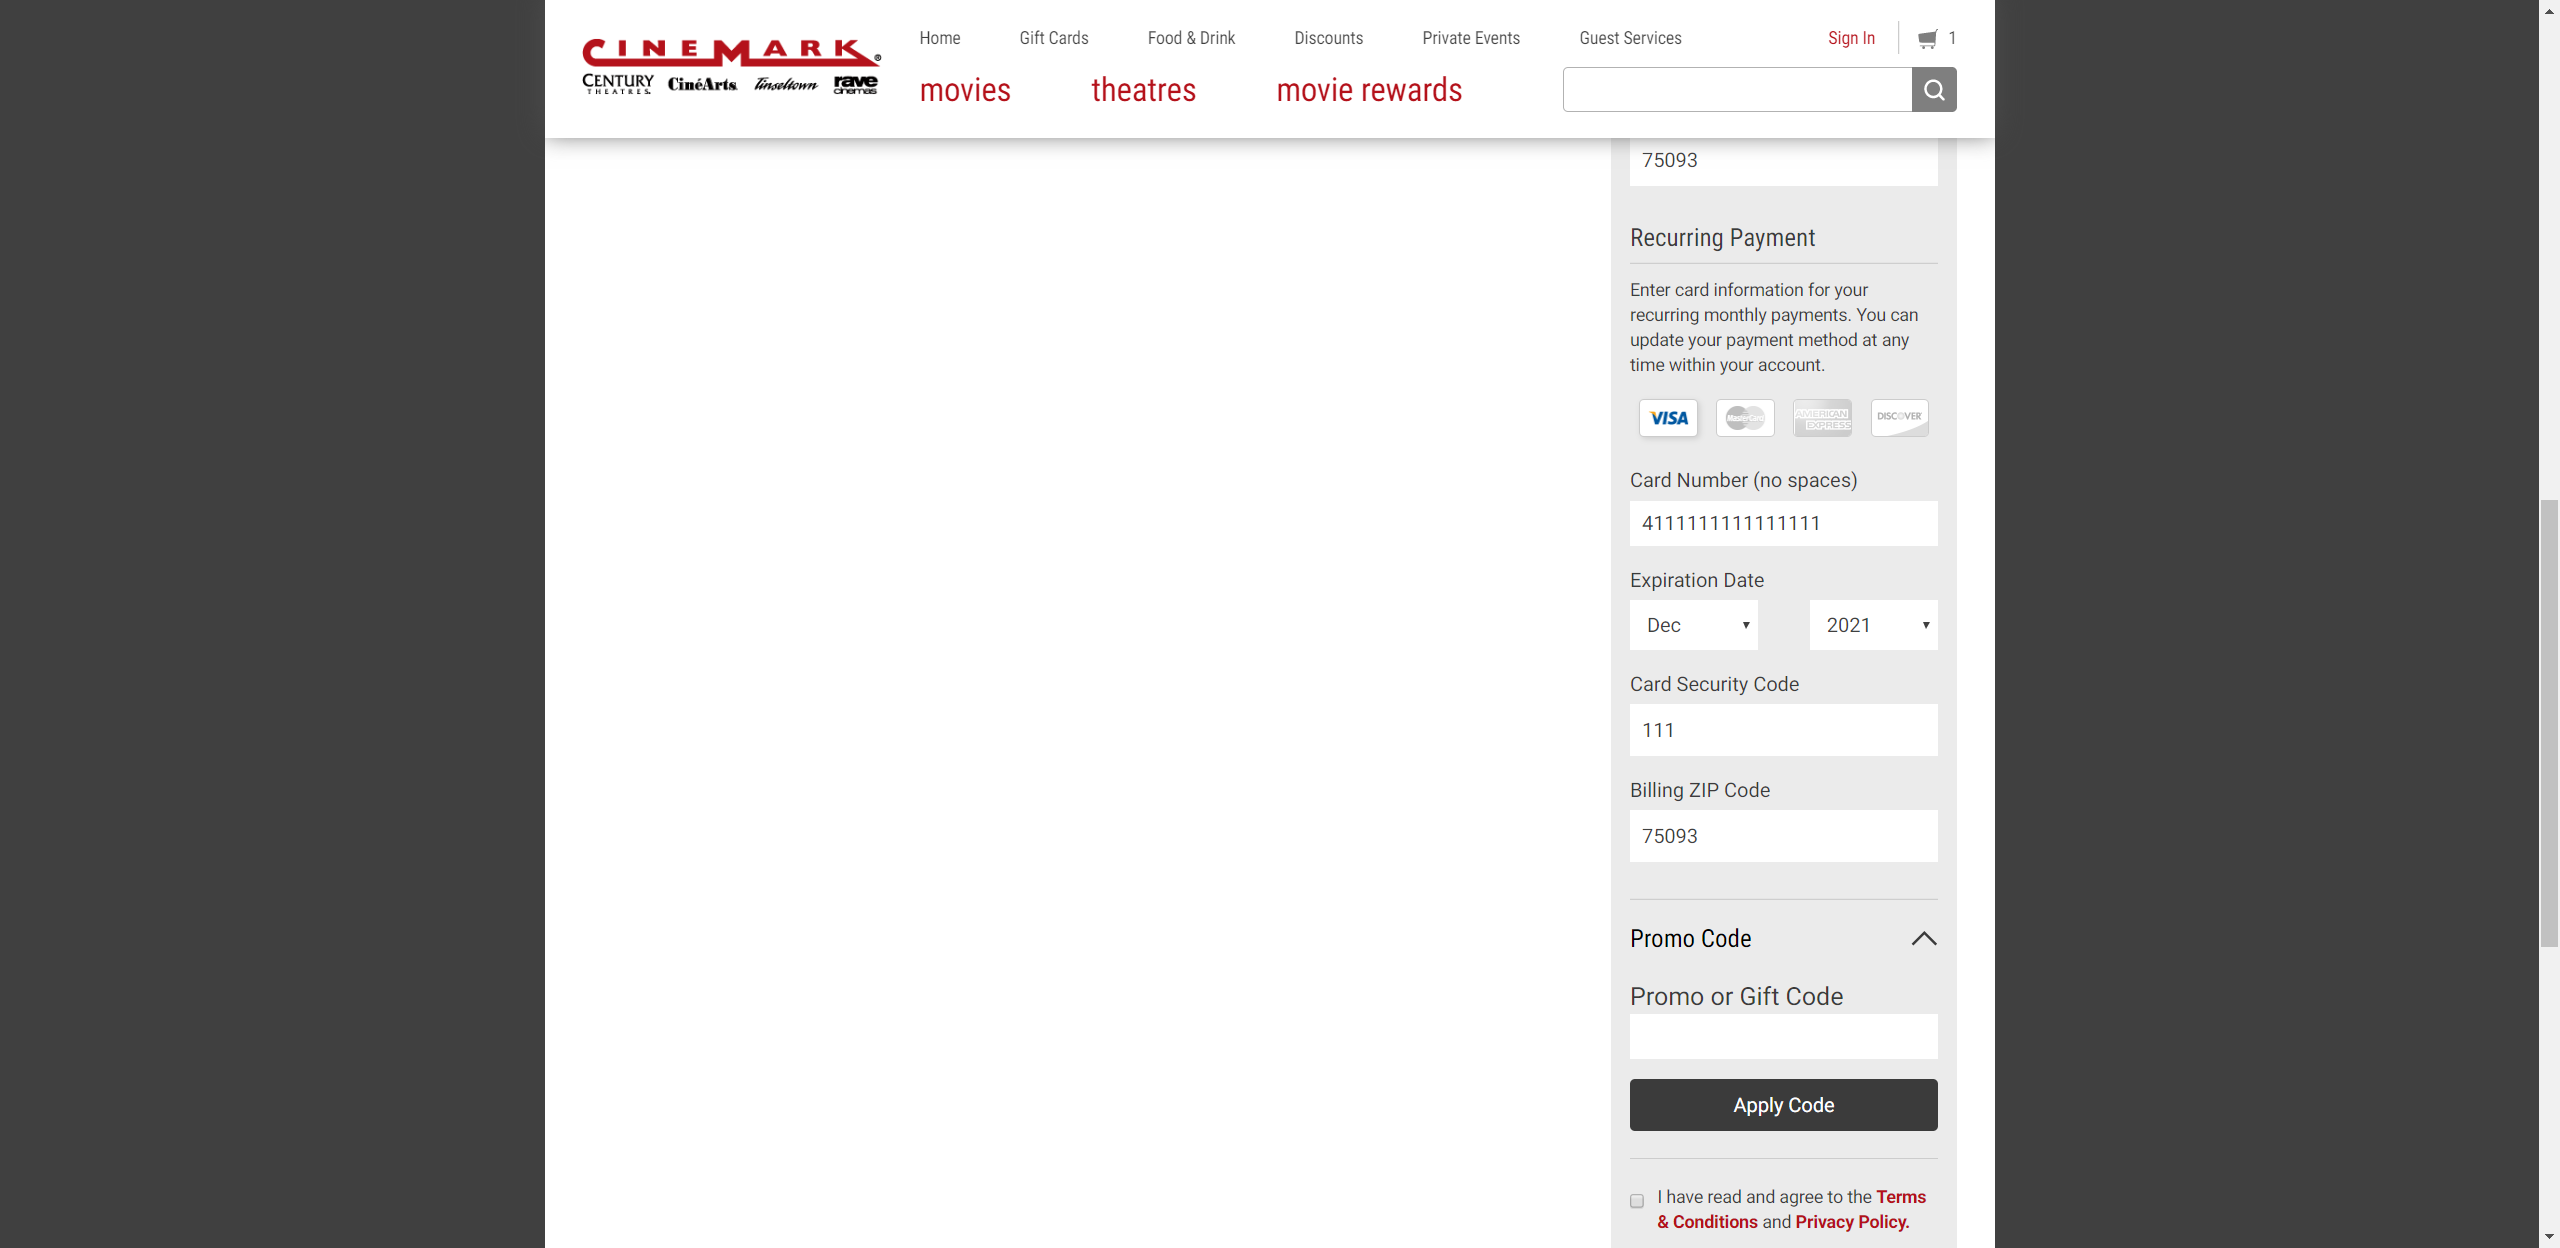 CINEMARK®
CENTURY THEATRES. CinéArts Tinseltown rave cinemas
Home Gift Cards Food & Drink Discounts Private Events Guest Services Sign In 1
movies theatres movie rewards
75093
Recurring Payment
Enter card information for your
recurring monthly payments. You can
update your payment method at any
time within your account.
VISA MasterCard AMERICAN EXPRESS DISCOVER
Card Number (no spaces)
4111111111111111
Expiration Date
Dec 2021
Card Security Code
111
Billing ZIP Code
75093
Promo Code
Promo or Gift Code
Apply Code
I have read and agree to the Terms
& Conditions and Privacy Policy.